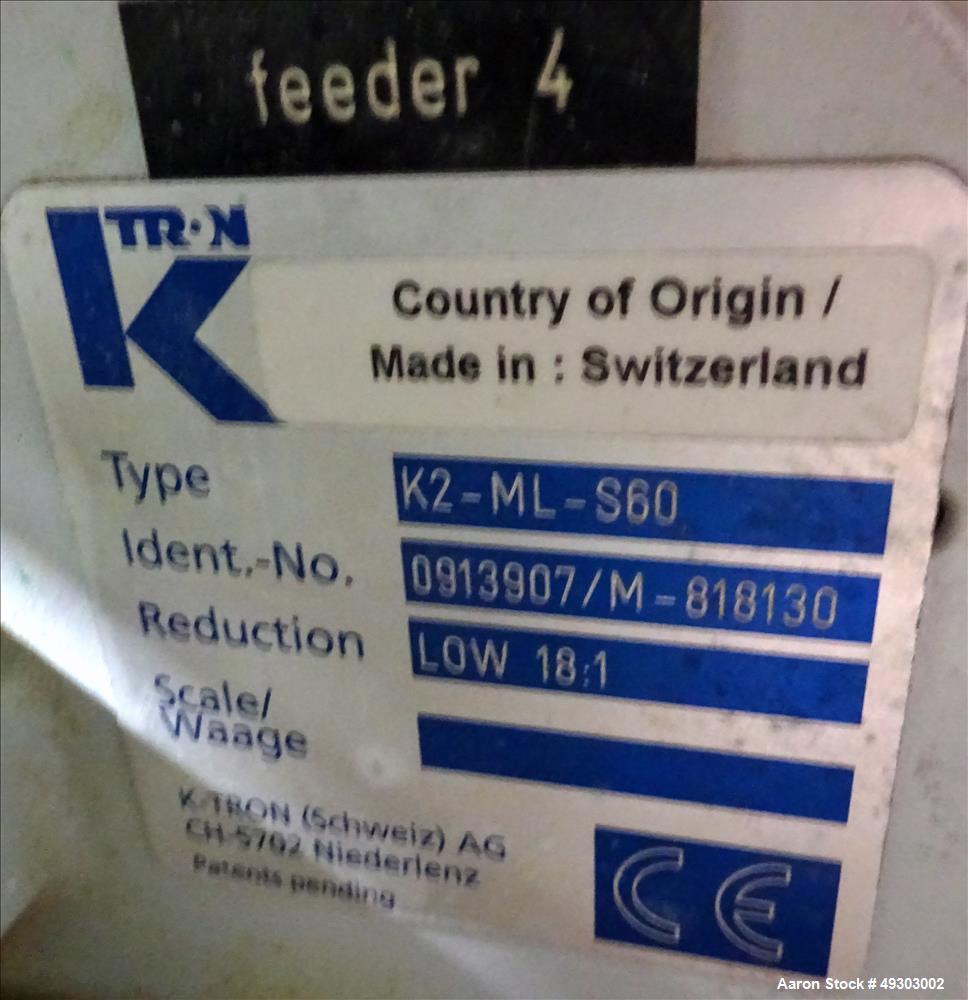 feeder 4
K-TRON
Country of Origin /
Made in : Switzerland
Type K2-ML-S60
Ident.-No. 0913907/M-818130
Reduction LOW 18:1
Scale/
Waage
K-TRON (Schweiz) AG
CH-5702 Niederlenz
Patents pending
CE
Aaron Stock # 49303002